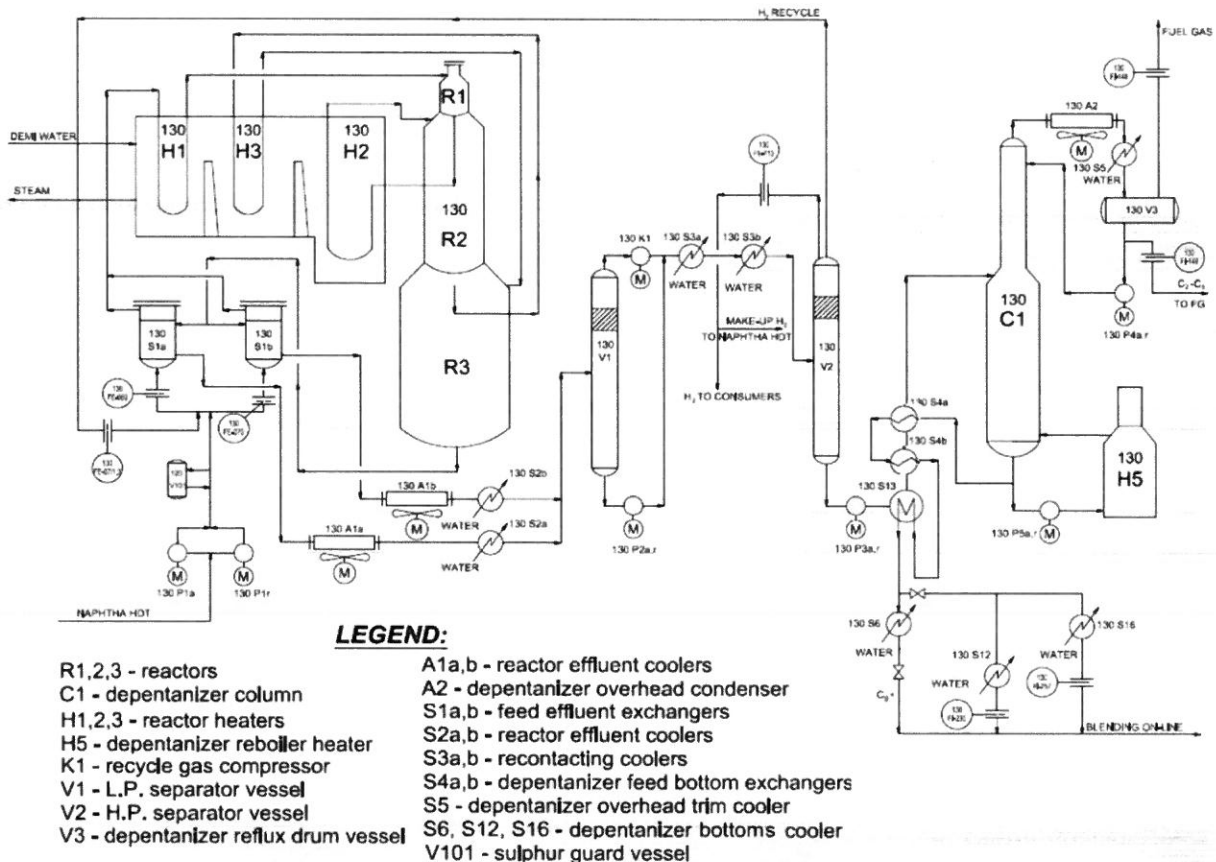 H₂ RECYCLE
FUEL GAS
DEMI WATER
STEAM
130 H1
130 H3
130 H2
R1
130 R2
R3
130 S1a
130 S1b
130 V101
M
M
130 P1a
130 P1r
NAPHTHA HOT
130 A1b
M
130 S2b
WATER
130 A1a
M
130 S2a
WATER
130 K1
M
130 S3a
WATER
130 S3b
WATER
130 V1
M
130 P2a,r
MAKE-UP H₂
TO NAPHTHA HDT
H₂ TO CONSUMERS
130 V2
M
130 P3a,r
130 S4a
130 S4b
130 S13
M
130 C1
130 A2
M
130 S5
WATER
130 V3
TO FG
M
130 P4a,r
130 H5
M
130 P5a,r
130 S6
WATER
130 S12
WATER
130 S16
WATER
BLENDING ON-LINE
LEGEND:
R1,2,3 - reactors
C1 - depentanizer column
H1,2,3 - reactor heaters
H5 - depentanizer reboiler heater
K1 - recycle gas compressor
V1 - L.P. separator vessel
V2 - H.P. separator vessel
V3 - depentanizer reflux drum vessel
A1a,b - reactor effluent coolers
A2 - depentanizer overhead condenser
S1a,b - feed effluent exchangers
S2a,b - reactor effluent coolers
S3a,b - recontacting coolers
S4a,b - depentanizer feed bottom exchangers
S5 - depentanizer overhead trim cooler
S6, S12, S16 - depentanizer bottoms cooler
V101 - sulphur guard vessel